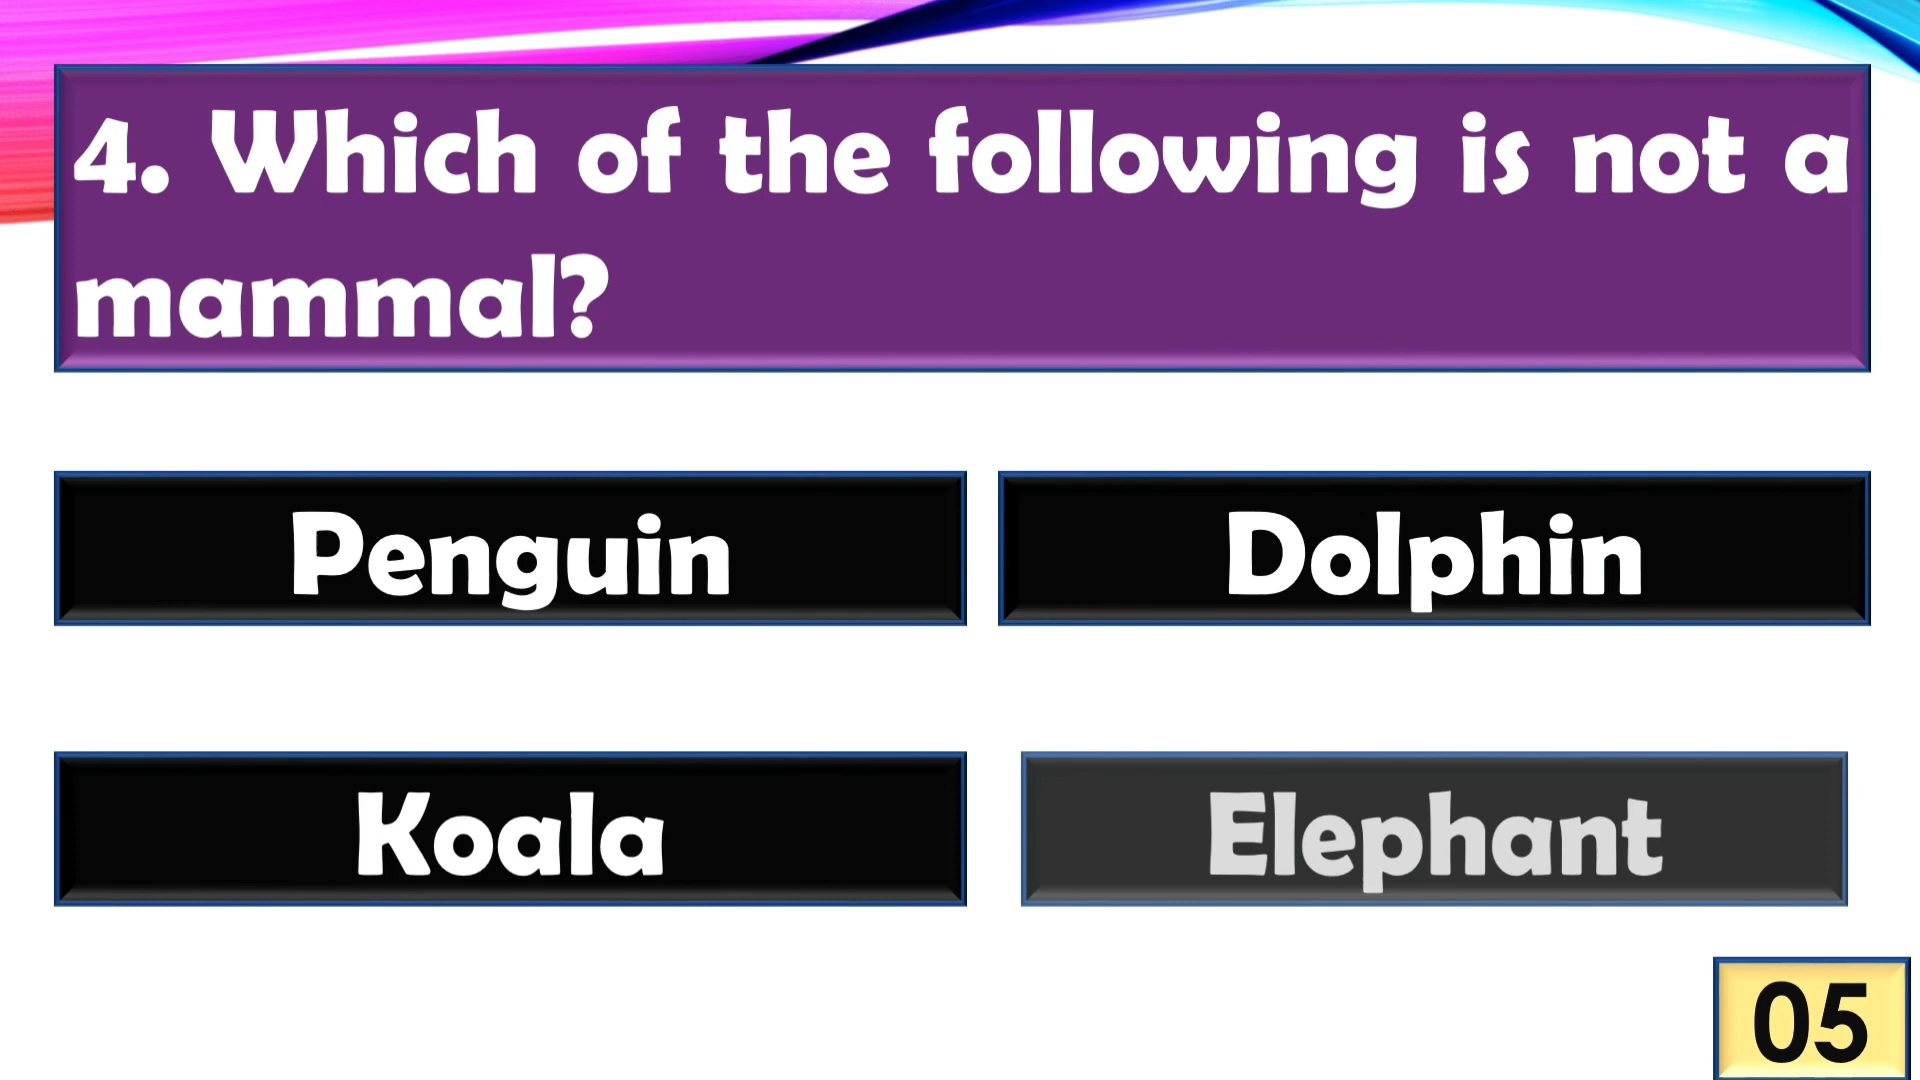 4. Which of the following is not a
mammal?
Penguin
Dolphin
Koala
Elephant
05